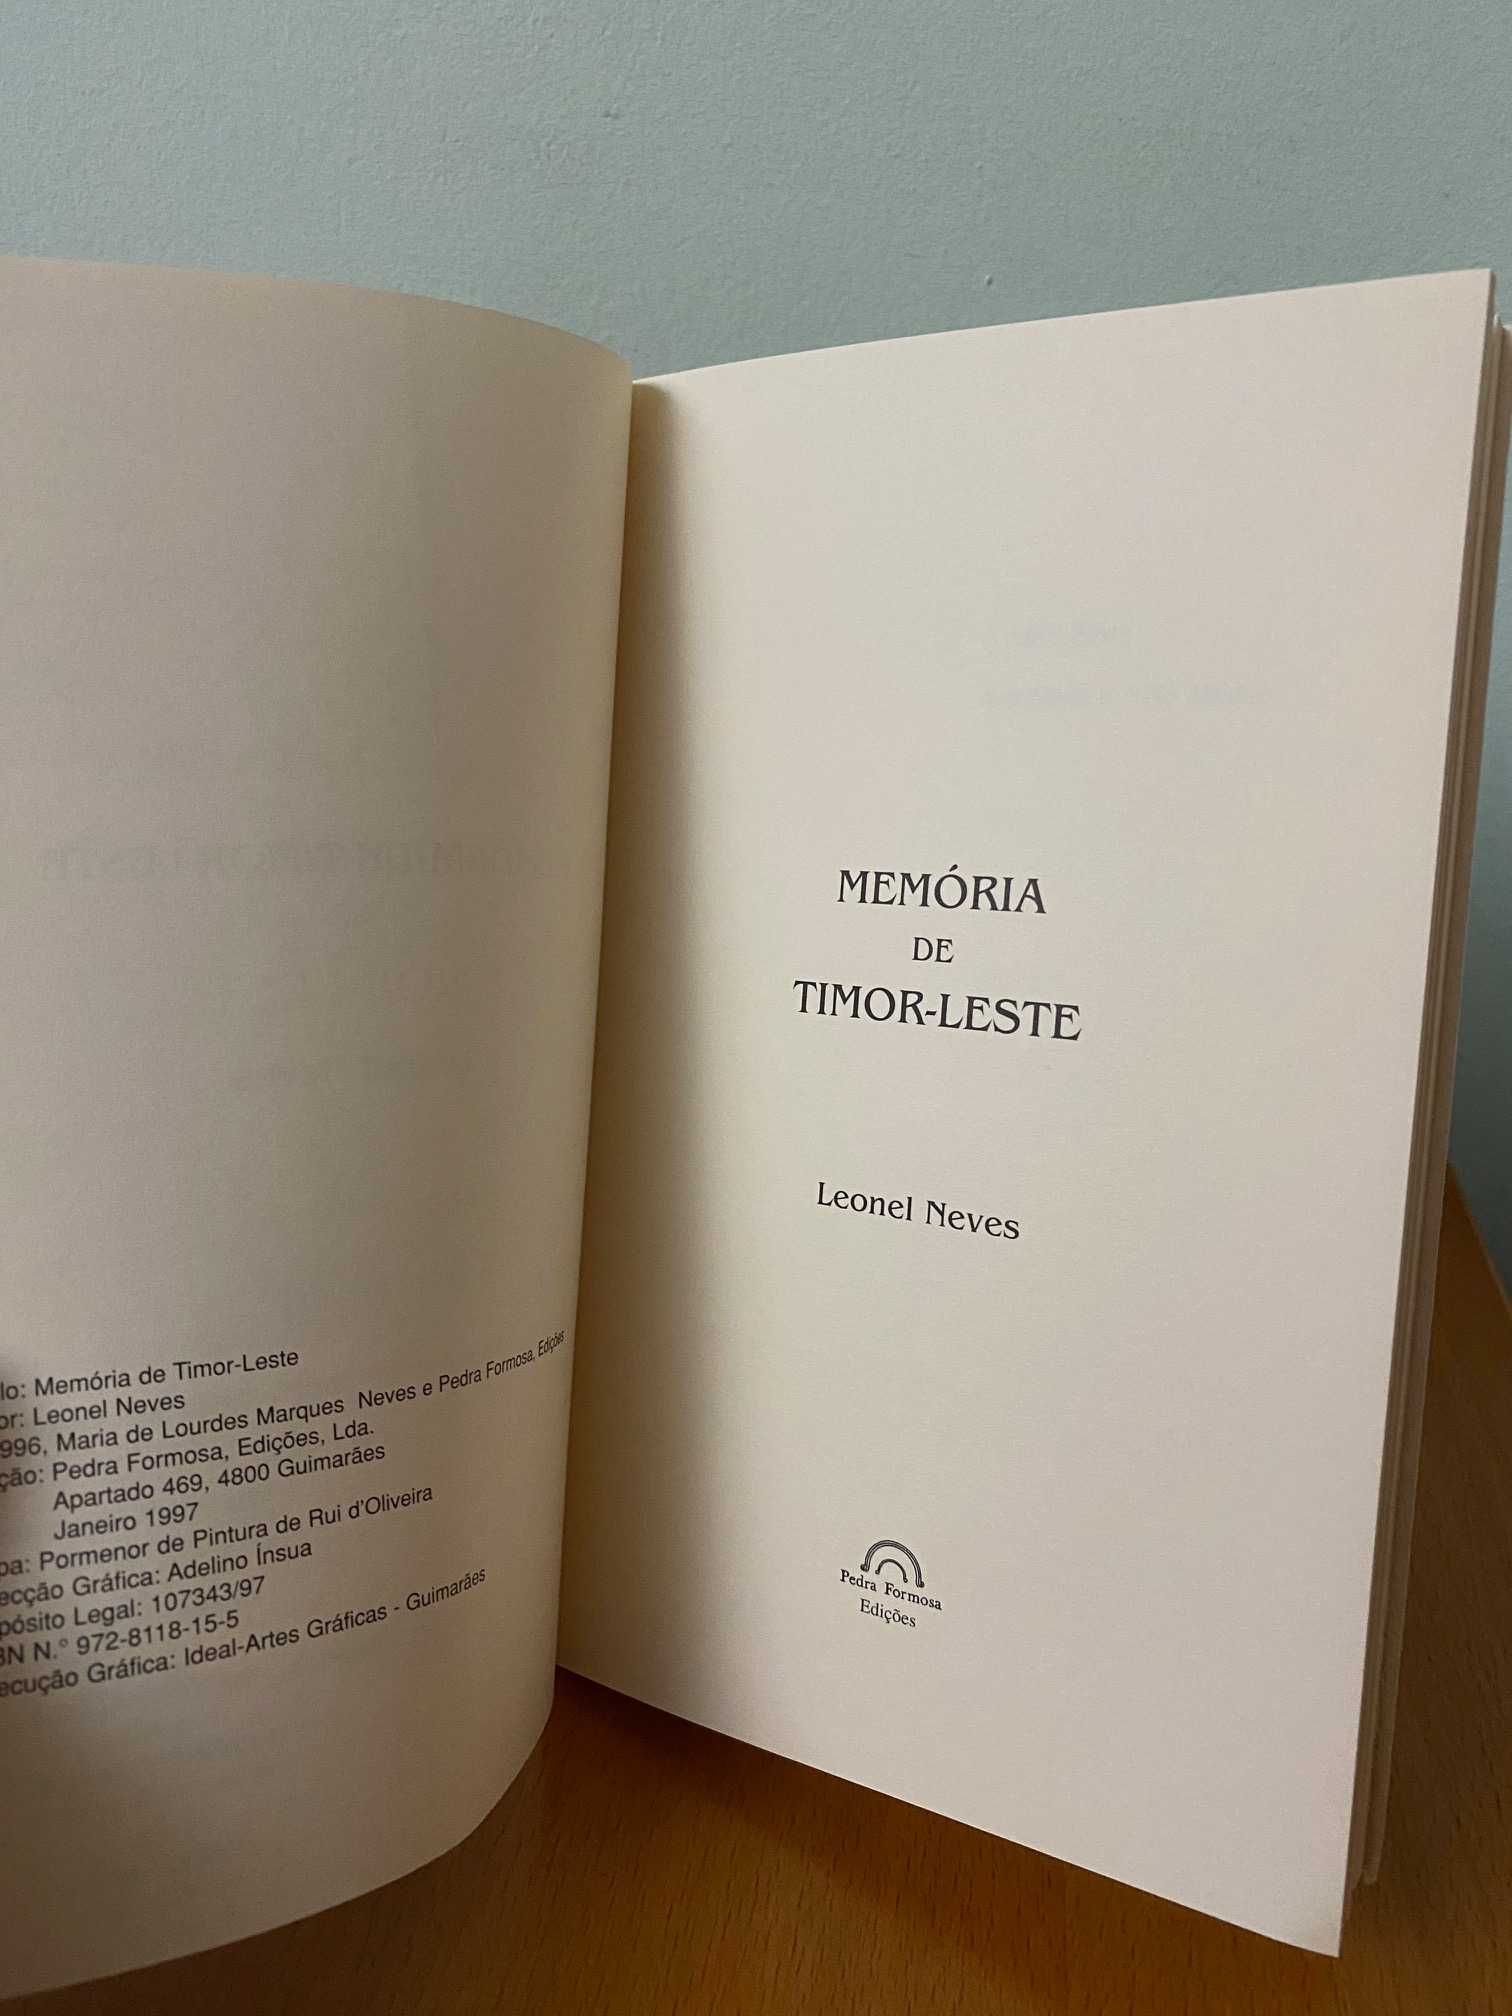 lo: Memória de Timor-Leste
or: Leonel Neves
996, Maria de Lourdes Marques Neves e Pedra Formosa, Edições
ção: Pedra Formosa, Edições, Lda.
Apartado 469, 4800 Guimarães
Janeiro 1997
pa: Pormenor de Pintura de Rui d'Oliveira
ecção Gráfica: Adelino Ínsua
pósito Legal: 107343/97
BN N.º 972-8118-15-5
ecução Gráfica: Ideal-Artes Gráficas - Guimarães
MEMÓRIA
DE
TIMOR-LESTE
Leonel Neves
Pedra Formosa
Edições